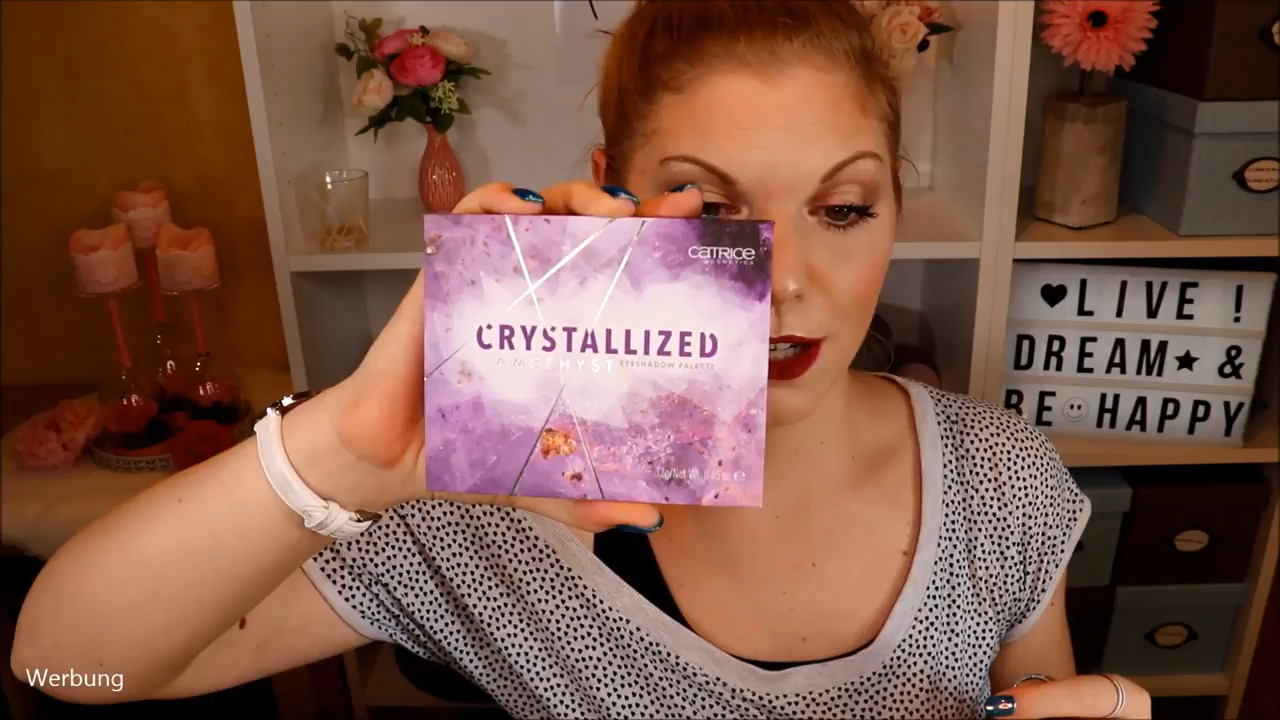 CATRICE
COSMETICS
CRYSTALLIZED
AMETHYST EYESHADOW PALETTE
LIVE !
DREAM ★ &
BE HAPPY
Werbung